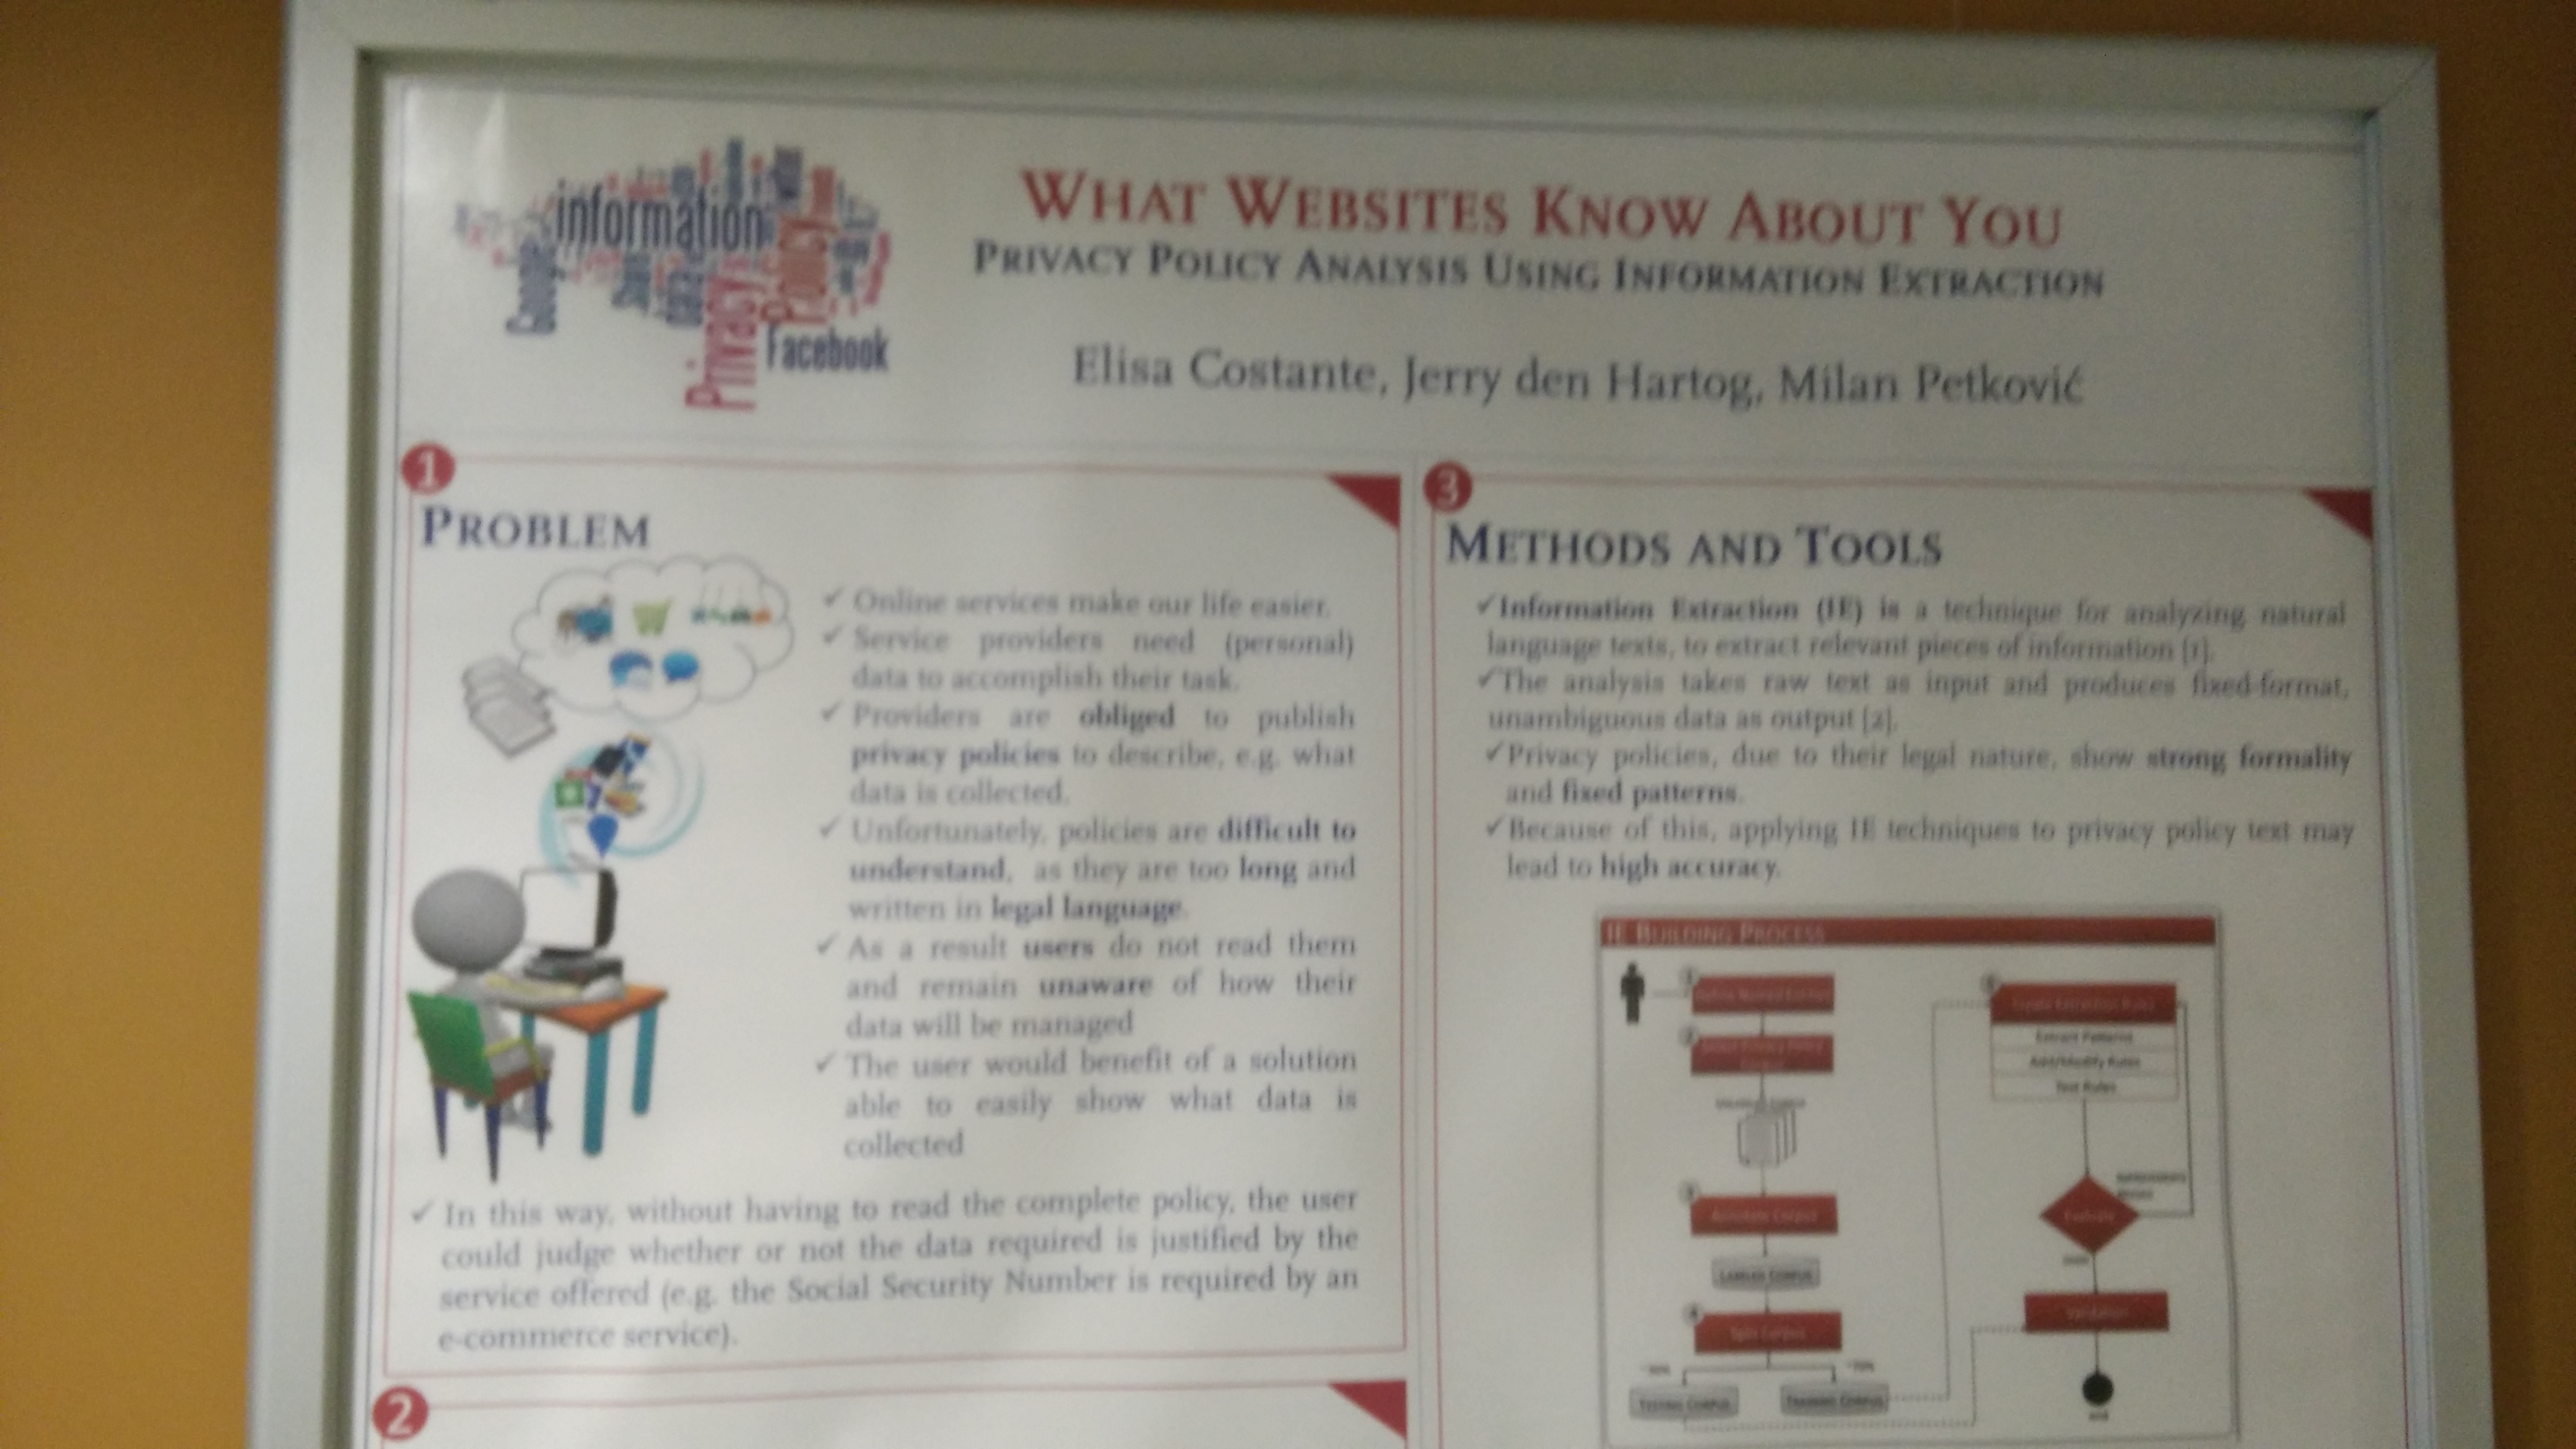 information
Google
Privacy
Policy
Facebook
WHAT WEBSITES KNOW ABOUT YOU
PRIVACY POLICY ANALYSIS USING INFORMATION EXTRACTION
Elisa Costante, Jerry den Hartog, Milan Petković
1
PROBLEM
✓ Online services make our life easier.
✓ Service providers need (personal)
data to accomplish their task.
✓ Providers are obliged to publish
privacy policies to describe, e.g. what
data is collected.
✓ Unfortunately, policies are difficult to
understand, as they are too long and
written in legal language.
✓ As a result users do not read them
and remain unaware of how their
data will be managed
✓ The user would benefit of a solution
able to easily show what data is
collected
✓ In this way, without having to read the complete policy, the user
could judge whether or not the data required is justified by the
service offered (e.g. the Social Security Number is required by an
e-commerce service).
2
3
METHODS AND TOOLS
✓Information Extraction (IE) is a technique for analyzing natural
language texts, to extract relevant pieces of information [1].
✓The analysis takes raw text as input and produces fixed-format,
unambiguous data as output [2].
✓Privacy policies, due to their legal nature, show strong formality
and fixed patterns.
✓Because of this, applying IE techniques to privacy policy text may
lead to high accuracy.
IE BUILDING PROCESS
Annotate Corpus
LABELED CORPUS
Split Corpus
TESTING CORPUS
TRAINING CORPUS
Extract Patterns
Add/Modify Rules
Test Rules
Evaluate
Validation
end